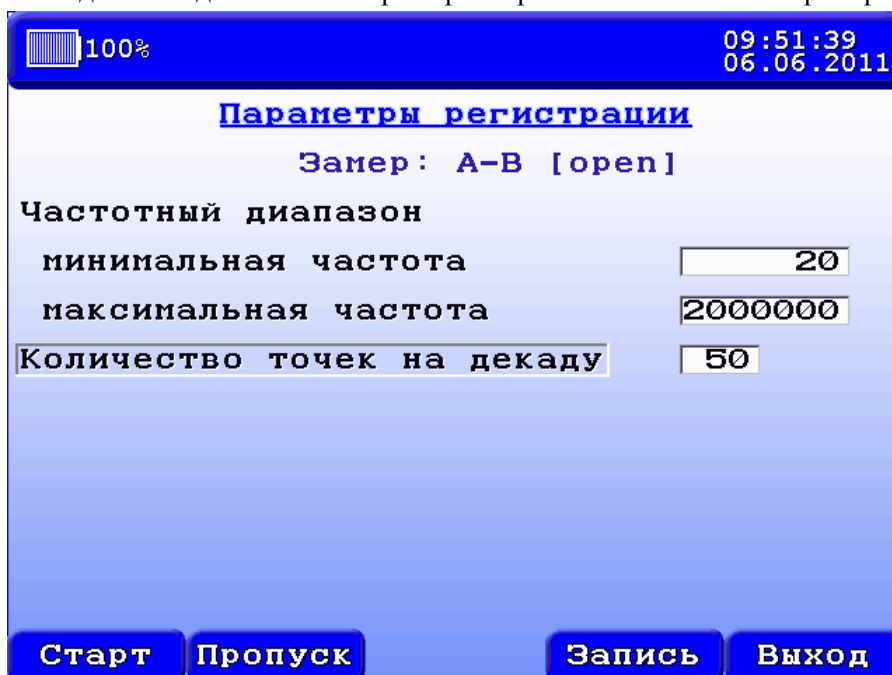 100%
09:51:39
06.06.2011
Параметры регистрации
Замер: A-B [open]
Частотный диапазон
минимальная частота 20
максимальная частота 2000000
Количество точек на декаду 50
Старт Пропуск Запись Выход